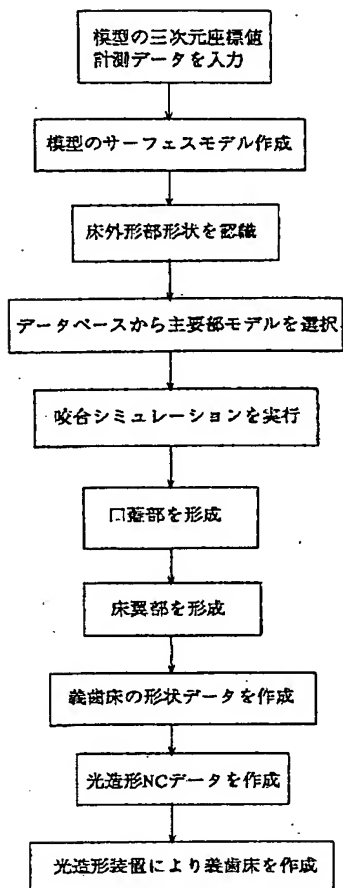 模型の三次元座標値
計測データを入力
模型のサーフェスモデル作成
床外形部形状を認識
データベースから主要部モデルを選択
咬合シミュレーションを実行
口蓋部を形成
床翼部を形成
義歯床の形状データを作成
光造形NCデータを作成
光造形装置により義歯床を作成